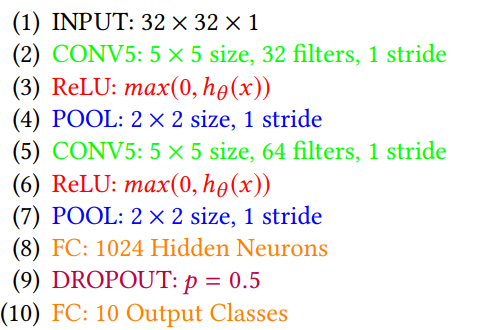 (1) INPUT: 32 × 32 × 1
(2) CONV5: 5 × 5 size, 32 filters, 1 stride
(3) ReLU: max(0, hθ(x))
(4) POOL: 2 × 2 size, 1 stride
(5) CONV5: 5 × 5 size, 64 filters, 1 stride
(6) ReLU: max(0, hθ(x))
(7) POOL: 2 × 2 size, 1 stride
(8) FC: 1024 Hidden Neurons
(9) DROPOUT: p = 0.5
(10) FC: 10 Output Classes